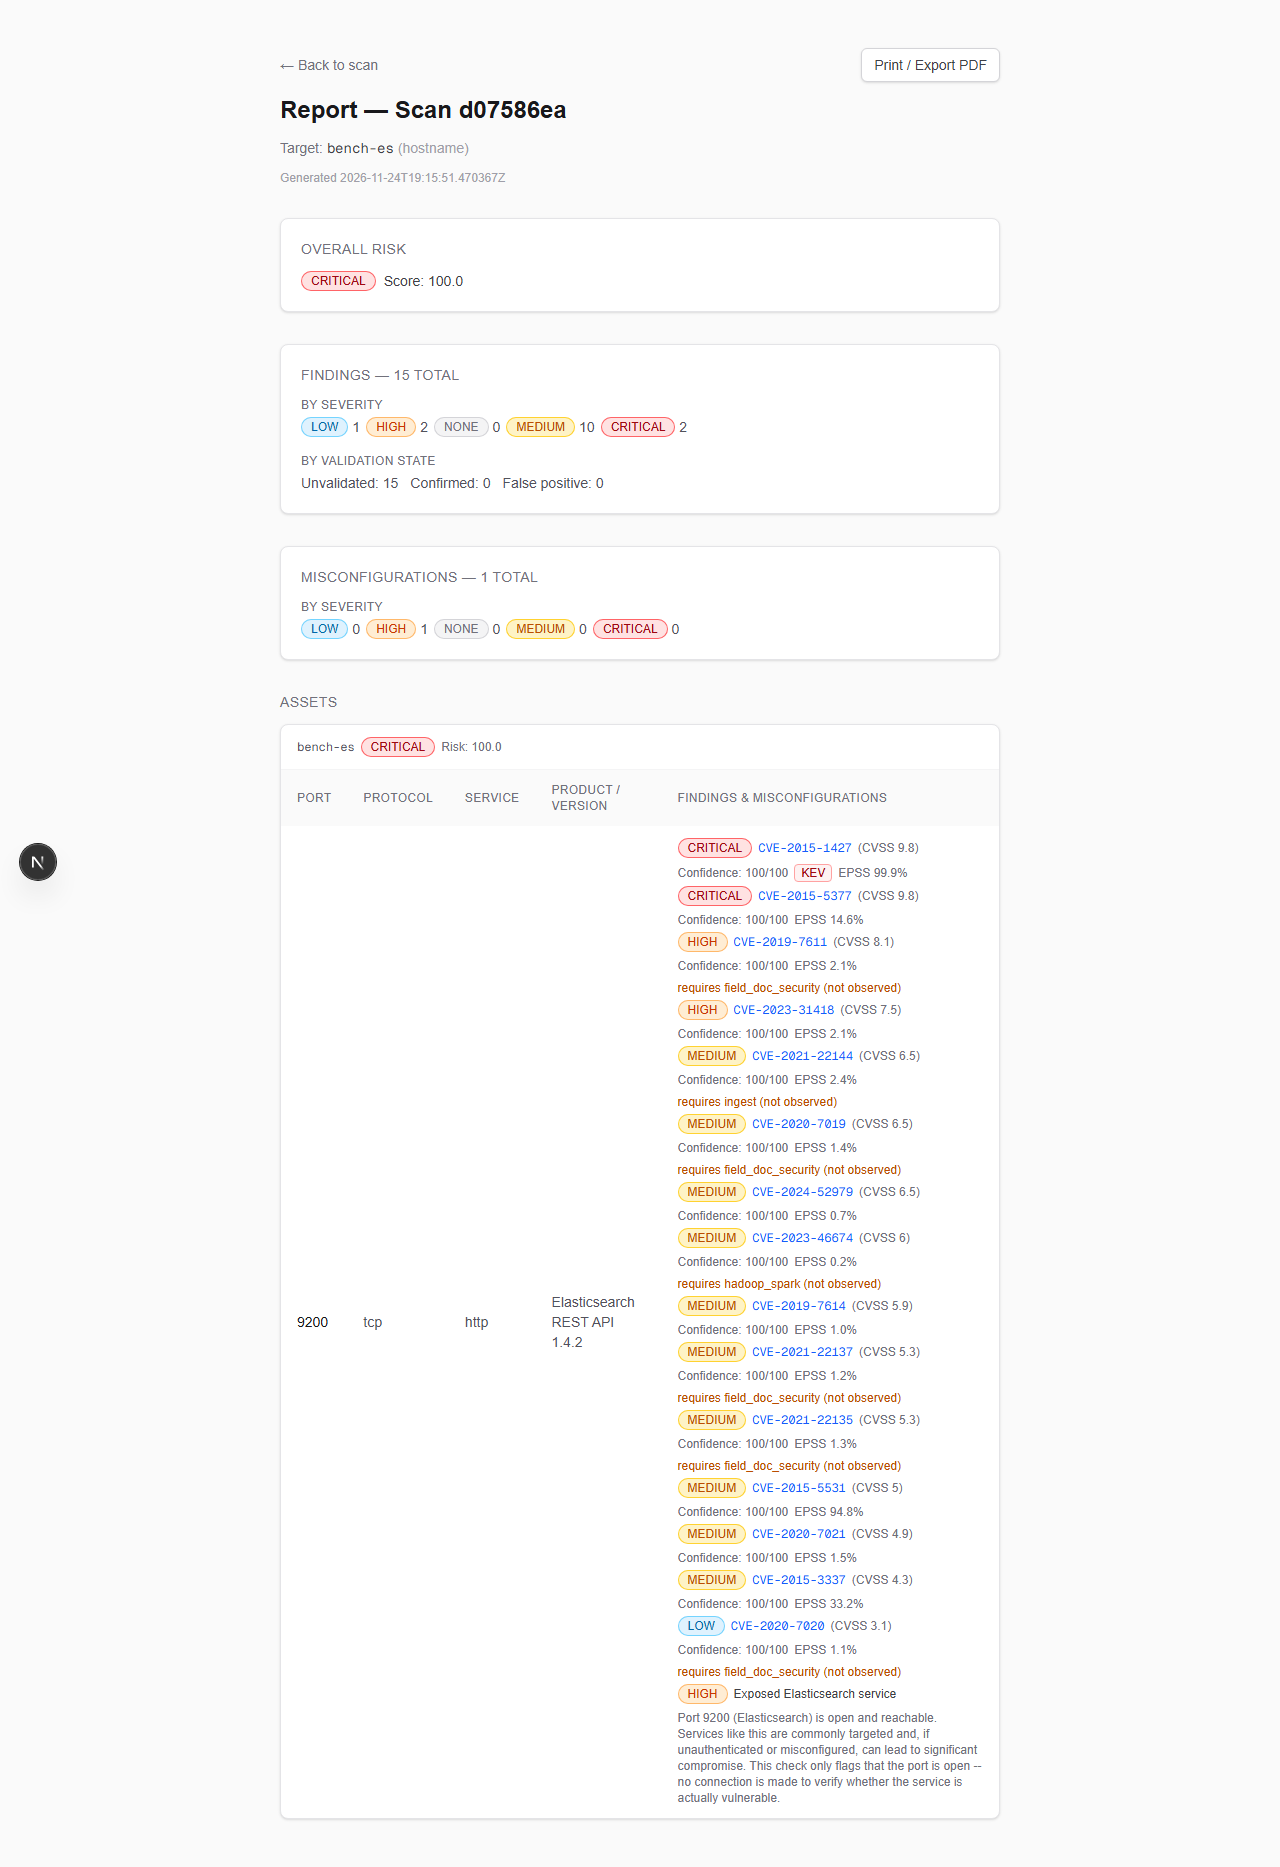 ← Back to scan
Print / Export PDF
Report — Scan d07586ea
Target: bench-es (hostname)
Generated 2026-11-24T19:15:51.470367Z
OVERALL RISK
CRITICAL Score: 100.0
FINDINGS — 15 TOTAL
BY SEVERITY
LOW 1 HIGH 2 NONE 0 MEDIUM 10 CRITICAL 2
BY VALIDATION STATE
Unvalidated: 15 Confirmed: 0 False positive: 0
MISCONFIGURATIONS — 1 TOTAL
BY SEVERITY
LOW 0 HIGH 1 NONE 0 MEDIUM 0 CRITICAL 0
ASSETS
bench-es CRITICAL Risk: 100.0
PORT PROTOCOL SERVICE PRODUCT / VERSION FINDINGS & MISCONFIGURATIONS
9200 tcp http
Elasticsearch
REST API
1.4.2
CRITICAL CVE-2015-1427 (CVSS 9.8)
Confidence: 100/100 KEV EPSS 99.9%
CRITICAL CVE-2015-5377 (CVSS 9.8)
Confidence: 100/100 EPSS 14.6%
HIGH CVE-2019-7611 (CVSS 8.1)
Confidence: 100/100 EPSS 2.1%
requires field_doc_security (not observed)
HIGH CVE-2023-31418 (CVSS 7.5)
Confidence: 100/100 EPSS 2.1%
MEDIUM CVE-2021-22144 (CVSS 6.5)
Confidence: 100/100 EPSS 2.4%
requires ingest (not observed)
MEDIUM CVE-2020-7019 (CVSS 6.5)
Confidence: 100/100 EPSS 1.4%
requires field_doc_security (not observed)
MEDIUM CVE-2024-52979 (CVSS 6.5)
Confidence: 100/100 EPSS 0.7%
MEDIUM CVE-2023-46674 (CVSS 6)
Confidence: 100/100 EPSS 0.2%
requires hadoop_spark (not observed)
MEDIUM CVE-2019-7614 (CVSS 5.9)
Confidence: 100/100 EPSS 1.0%
MEDIUM CVE-2021-22137 (CVSS 5.3)
Confidence: 100/100 EPSS 1.2%
requires field_doc_security (not observed)
MEDIUM CVE-2021-22135 (CVSS 5.3)
Confidence: 100/100 EPSS 1.3%
requires field_doc_security (not observed)
MEDIUM CVE-2015-5531 (CVSS 5)
Confidence: 100/100 EPSS 94.8%
MEDIUM CVE-2020-7021 (CVSS 4.9)
Confidence: 100/100 EPSS 1.5%
MEDIUM CVE-2015-3337 (CVSS 4.3)
Confidence: 100/100 EPSS 33.2%
LOW CVE-2020-7020 (CVSS 3.1)
Confidence: 100/100 EPSS 1.1%
requires field_doc_security (not observed)
HIGH Exposed Elasticsearch service
Port 9200 (Elasticsearch) is open and reachable.
Services like this are commonly targeted and, if
unauthenticated or misconfigured, can lead to significant
compromise. This check only flags that the port is open --
no connection is made to verify whether the service is
actually vulnerable.
N